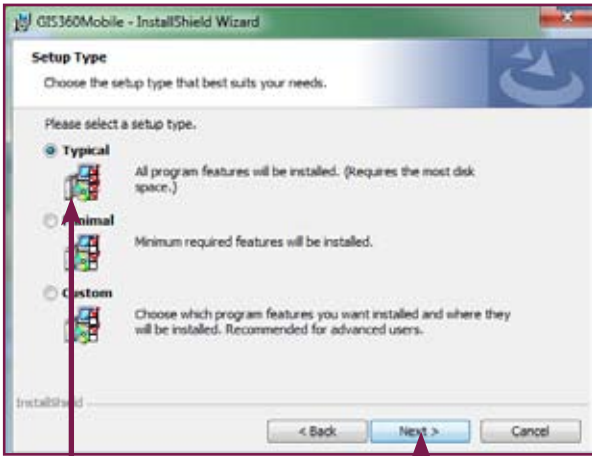 GIS360Mobile - InstallShield Wizard
Setup Type
Choose the setup type that best suits your needs.
Please select a setup type.
Typical
All program features will be installed. (Requires the most disk
space.)
Minimal
Minimum required features will be installed.
Custom
Choose which program features you want installed and where they
will be installed. Recommended for advanced users.
InstallShield
< Back
Next >
Cancel